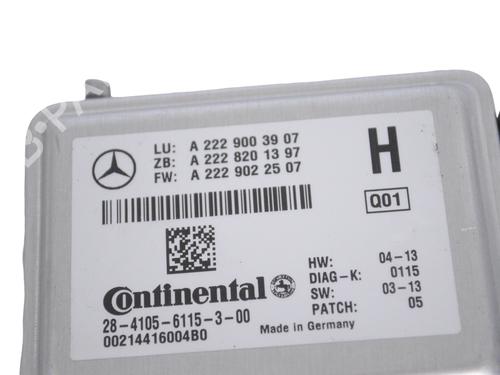 LU: A 222 900 39 07
ZB: A 222 820 13 97
FW: A 222 902 25 07
H
Q01
Continental
28-4105-6115-3-00
00214416004B0
HW: 04-13
DIAG-K: 0115
SW: 03-13
PATCH: 05
Made in Germany